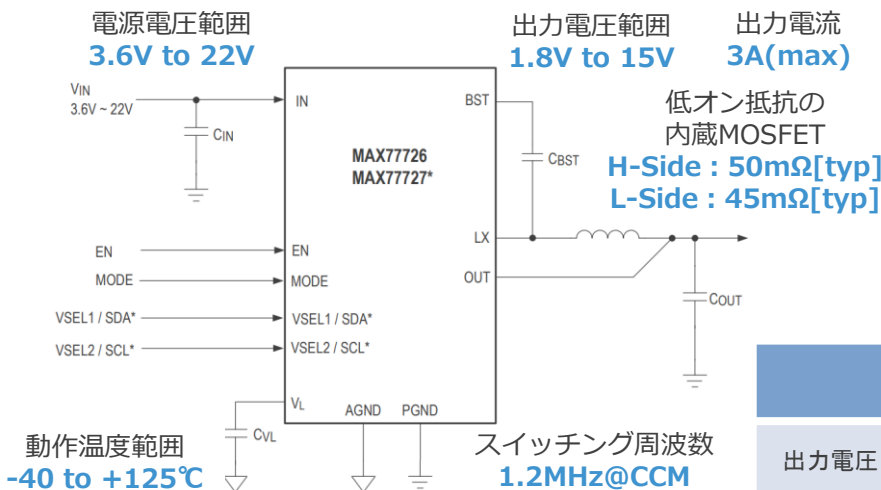 電源電圧範囲
3.6V to 22V
出力電圧範囲
1.8V to 15V
出力電流
3A(max)
低オン抵抗の
内蔵MOSFET
H-Side : 50mΩ[typ]
L-Side : 45mΩ[typ]
VIN
3.6V ~ 22V
CIN
IN
BST
CBST
MAX77726
MAX77727*
LX
OUT
COUT
EN
EN
MODE
MODE
VSEL1 / SDA*
VSEL1 / SDA*
VSEL2 / SCL*
VSEL2 / SCL*
VL
CVL
AGND
PGND
動作温度範囲
-40 to +125℃
スイッチング周波数
1.2MHz@CCM
出力電圧